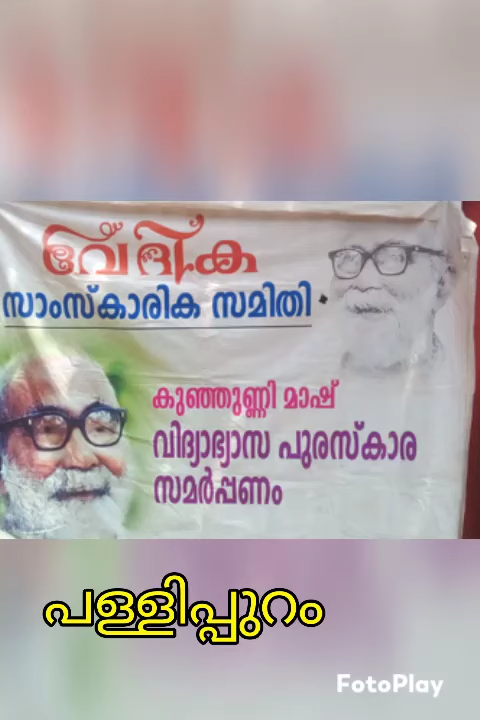 വേദിക
സാംസ്കാരിക സമിതി
കുഞ്ഞുണ്ണി മാഷ്
വിദ്യാഭ്യാസ പുരസ്കാര
സമർപ്പണം
പള്ളിപ്പുറം
FotoPlay